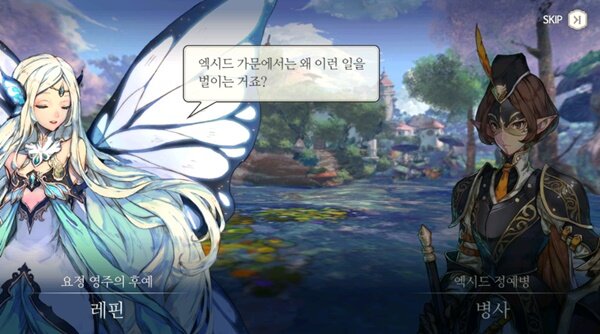 SKIP
엑시드 가문에서는 왜 이런 일을
벌이는 거죠?
요정 영주의 후예
레핀
엑시드 정예병
병사